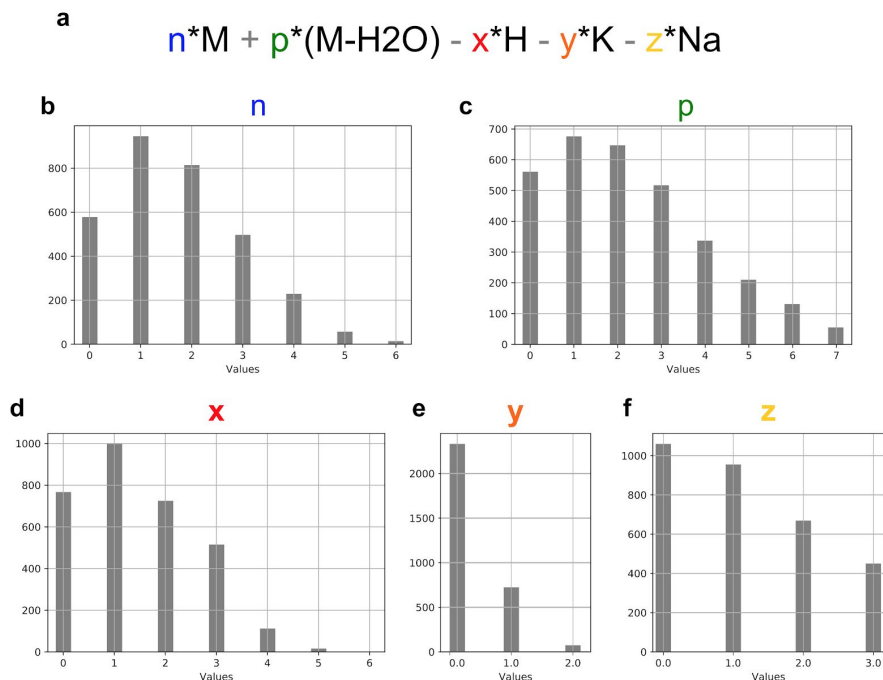 a
n*M + p*(M-H2O) - x*H - y*K - z*Na
b
n
800
600
400
200
0
0 1 2 3 4 5 6
Values
c
p
700
600
500
400
300
200
100
0
0 1 2 3 4 5 6 7
Values
d
x
1000
800
600
400
200
0
0 1 2 3 4 5 6
Values
e
y
2000
1500
1000
500
0
0.0 1.0 2.0
Values
f
z
1000
800
600
400
200
0
0.0 1.0 2.0 3.0
Values